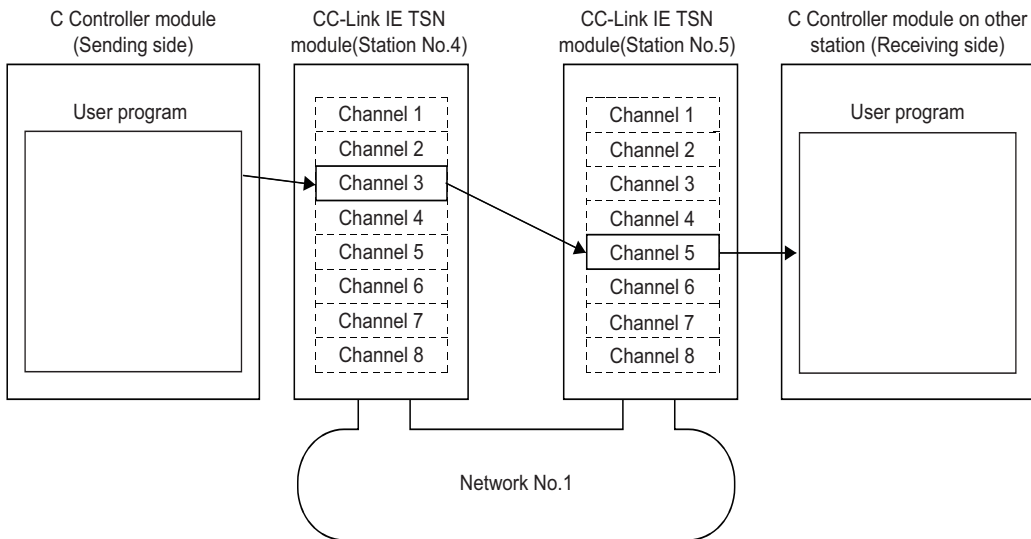 C Controller module
(Sending side)
CC-Link IE TSN
module(Station No.4)
CC-Link IE TSN
module(Station No.5)
C Controller module on other
station (Receiving side)
User program
Channel 1
Channel 2
Channel 3
Channel 4
Channel 5
Channel 6
Channel 7
Channel 8
Channel 1
Channel 2
Channel 3
Channel 4
Channel 5
Channel 6
Channel 7
Channel 8
User program
Network No.1